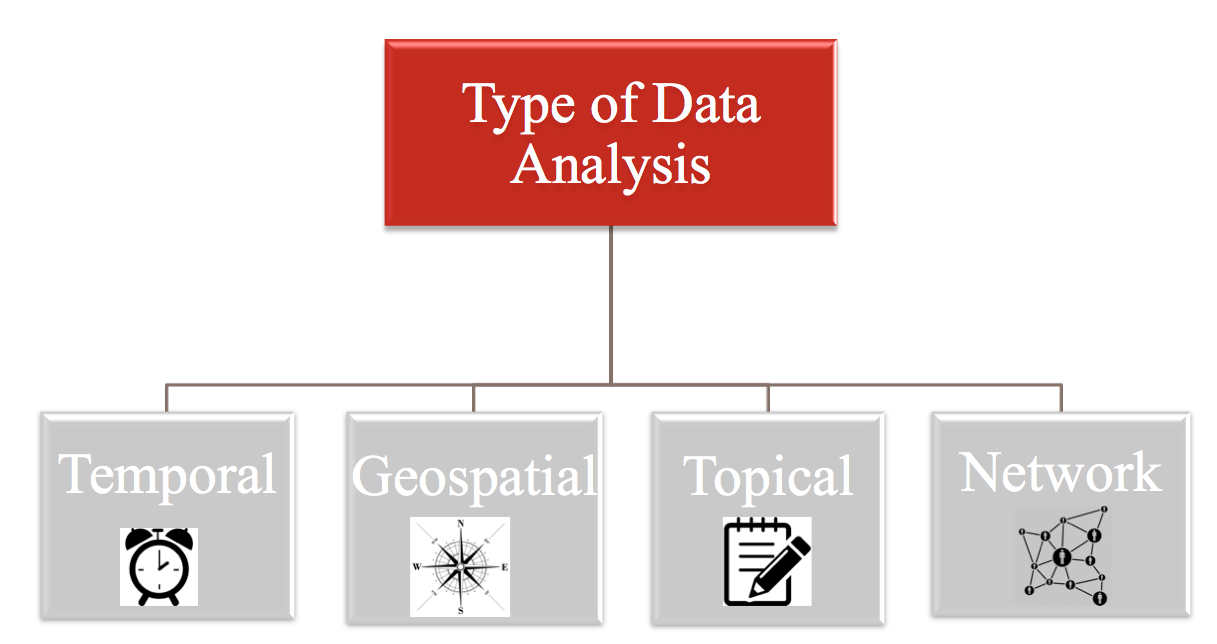 Type of Data
Analysis
Temporal
Geospatial
Topical
Network
N
W
E
S